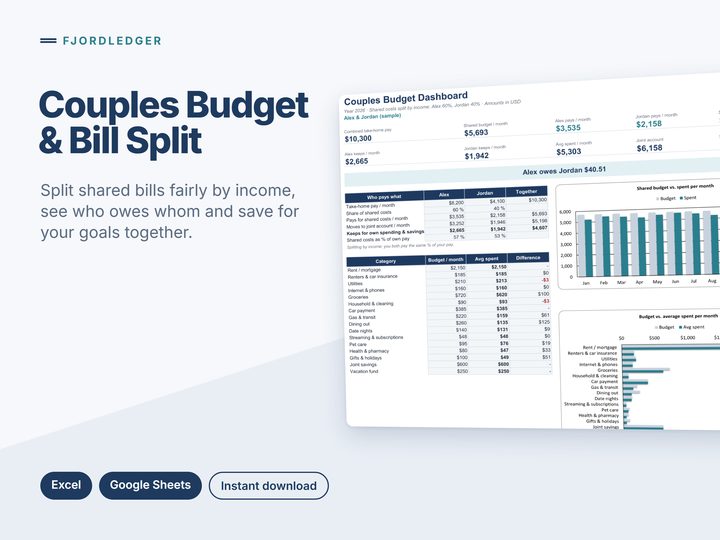 FJORDLEDGER
Couples Budget
& Bill Split
Split shared bills fairly by income,
see who owes whom and save for
your goals together.
Excel
Google Sheets
Instant download
Couples Budget Dashboard
Alex & Jordan (sample)
Combined take-home pay
$10,300
Shared budget / month
$5,693
Alex pays / month
$3,535
Jordan pays / month
$2,158
Alex keeps / month
$2,665
Jordan keeps / month
$1,942
Avg spent / month
$5,303
Joint account
$6,158
Alex owes Jordan $40.51
Who pays what Alex Jordan Together
Take-home pay / month $6,200 $4,100 $10,300
Share of shared costs 60 % 40 %
Pays for shared costs / month $3,535 $2,158 $5,693
Moves to joint account / month $3,252 $1,946 $5,198
Keeps for own spending & savings $2,665 $1,942 $4,607
Shared costs as % of own pay 57 % 53 %
Splitting by income: you both pay the same % of your pay.
Category Budget / month Avg spent Difference
Rent / mortgage $2,150 $2,150 -
Renters & car insurance $185 $185 $0
Utilities $210 $213 -$3
Internet & phones $160 $160 $0
Groceries $720 $620 $100
Household & cleaning $90 $93 -$3
Car payment $385 $385 -
Gas & transit $220 $159 $61
Dining out $260 $135 $125
Date nights $140 $131 $9
Streaming & subscriptions $48 $48 $0
Pet care $95 $76 $19
Health & pharmacy $80 $47 $33
Gifts & holidays $100 $49 $51
Joint savings $600 $600 -
Vacation fund $250 $250 -
Shared budget vs. spent per month
Budget Spent
6,000
5,000
4,000
3,000
2,000
1,000
0
Jan Feb Mar Apr May Jun Jul Aug
Budget vs. average spent per month
Budget Avg spent
$0 $500 $1,000
Rent / mortgage
Renters & car insurance
Utilities
Internet & phones
Groceries
Household & cleaning
Car payment
Gas & transit
Dining out
Date nights
Streaming & subscriptions
Pet care
Health & pharmacy
Gifts & holidays
Joint savings